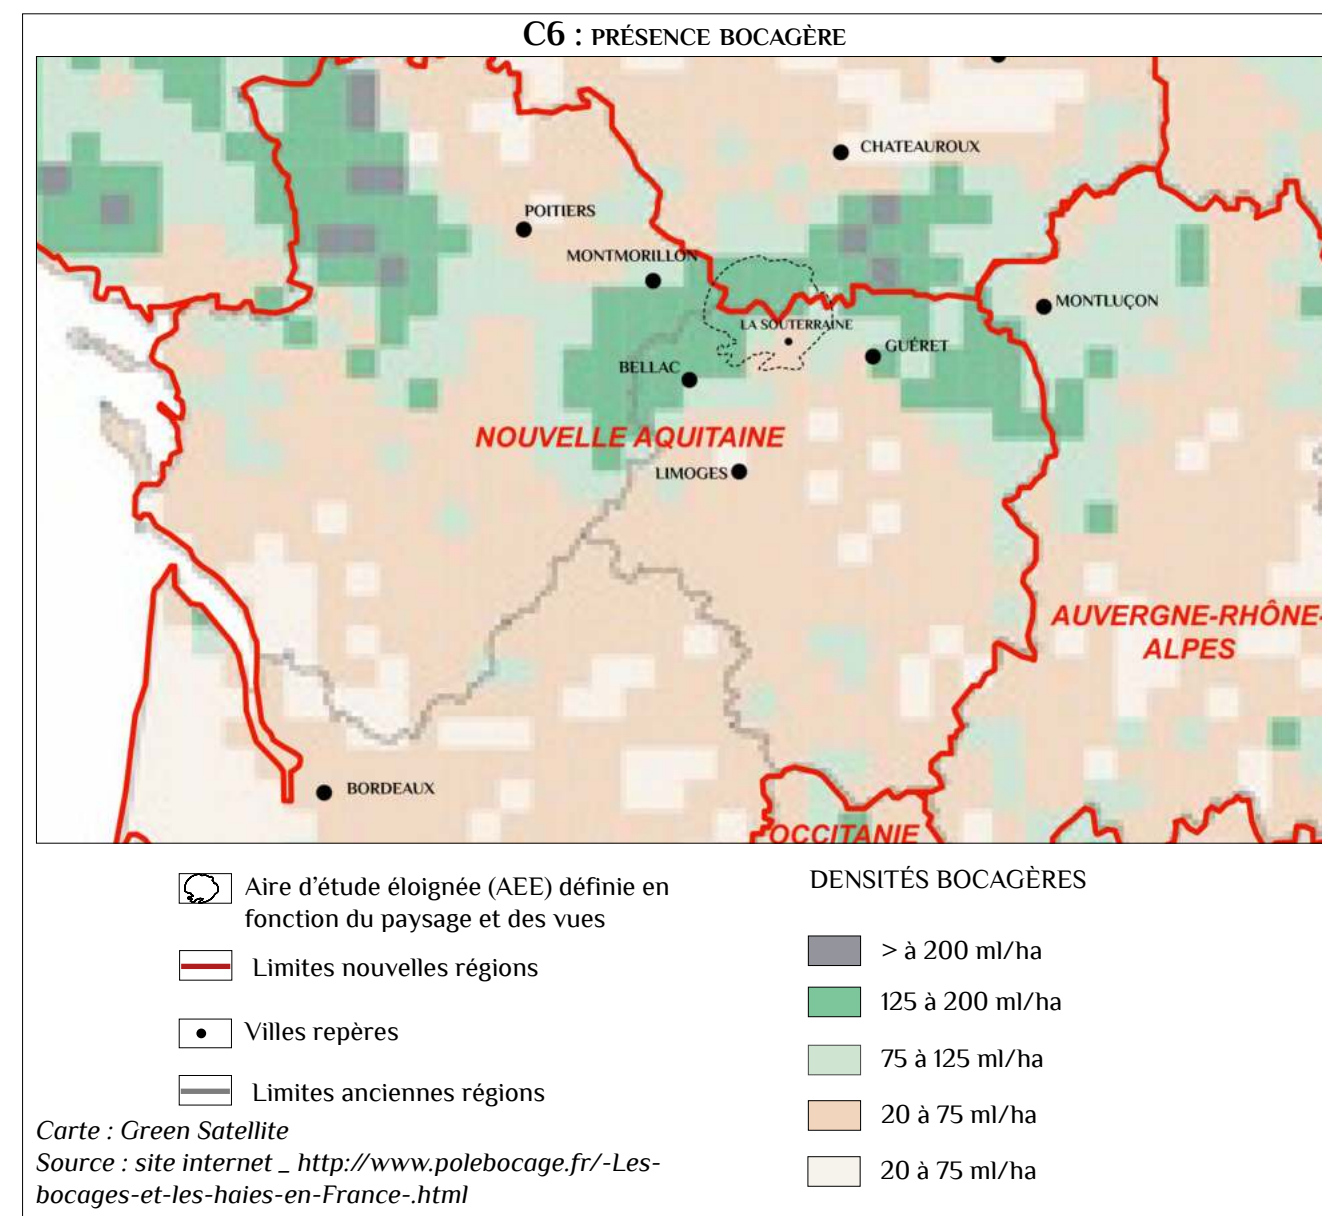 C6 : PRÉSENCE BOCAGÈRE
CHATEAUROUX
POITIERS
MONTMORILLON
MONTLUÇON
LA SOUTERRAINE
GUÉRET
BELLAC
NOUVELLE AQUITAINE
LIMOGES
AUVERGNE-RHÔNE-
ALPES
BORDEAUX
OCCITANIE
Aire d'étude éloignée (AEE) définie en
fonction du paysage et des vues
Limites nouvelles régions
Villes repères
Limites anciennes régions
Carte : Green Satellite
Source : site internet _ http://www.polebocage.fr/-Les-
bocages-et-les-haies-en-France-.html
DENSITÉS BOCAGÈRES
> à 200 ml/ha
125 à 200 ml/ha
75 à 125 ml/ha
20 à 75 ml/ha
20 à 75 ml/ha